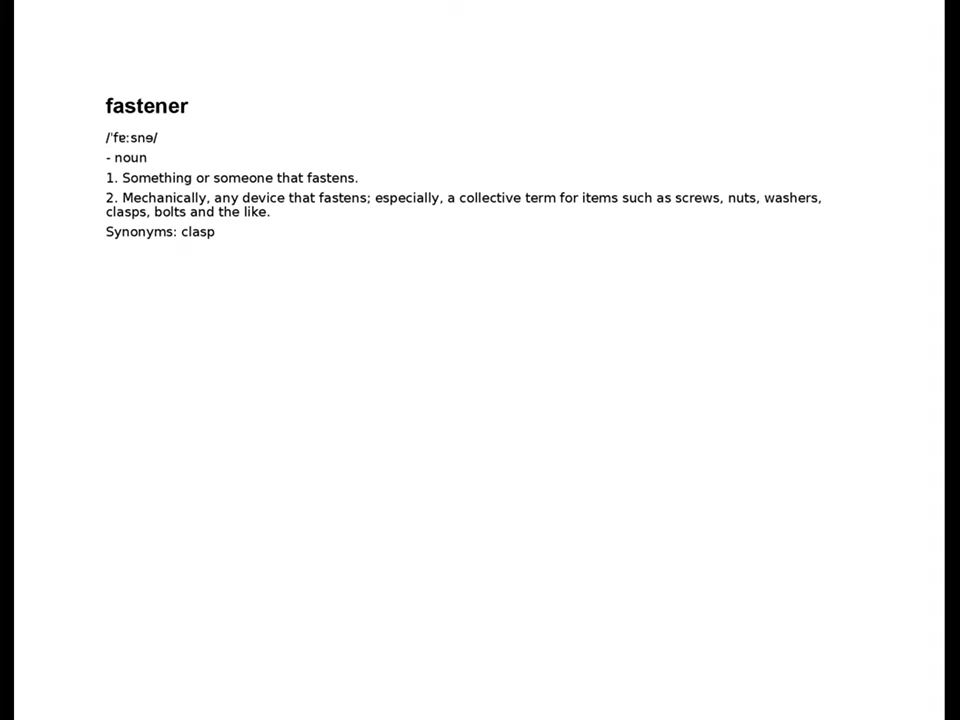 fastener
/ˈfɐːsnɘ/
- noun
1. Something or someone that fastens.
2. Mechanically, any device that fastens; especially, a collective term for items such as screws, nuts, washers,
clasps, bolts and the like.
Synonyms: clasp